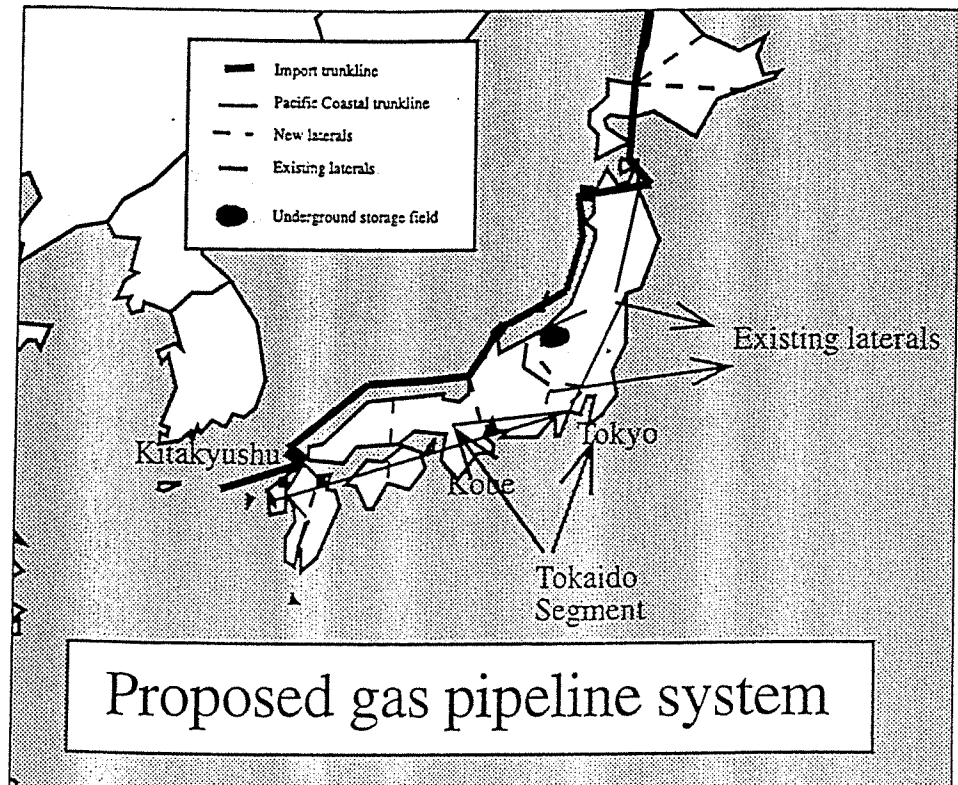 Import trunkline
Pacific Coastal trunkline
New laterals
Existing laterals
Underground storage field
Existing laterals
Tokyo
Kitakyushu
Kobe
Tokaido
Segment
Proposed gas pipeline system